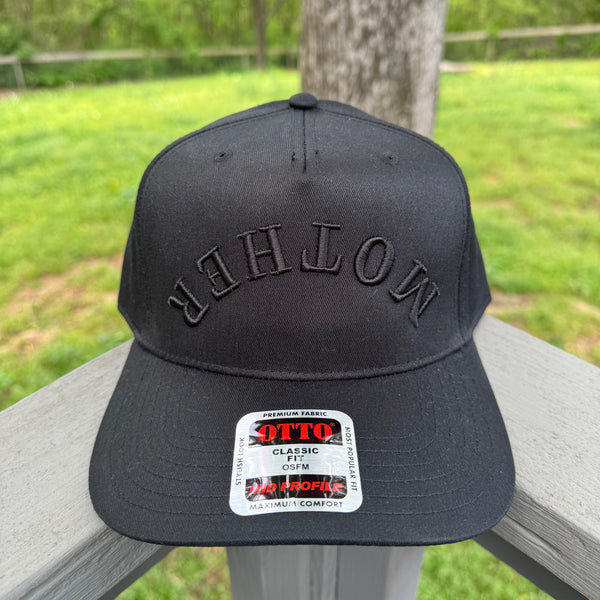 MOTHER
PREMIUM FABRIC
STYLISH LOOK
OTTO
CLASSIC
FIT
OSFM
MID PROFILE
MOST POPULAR FIT
MAXIMUM COMFORT